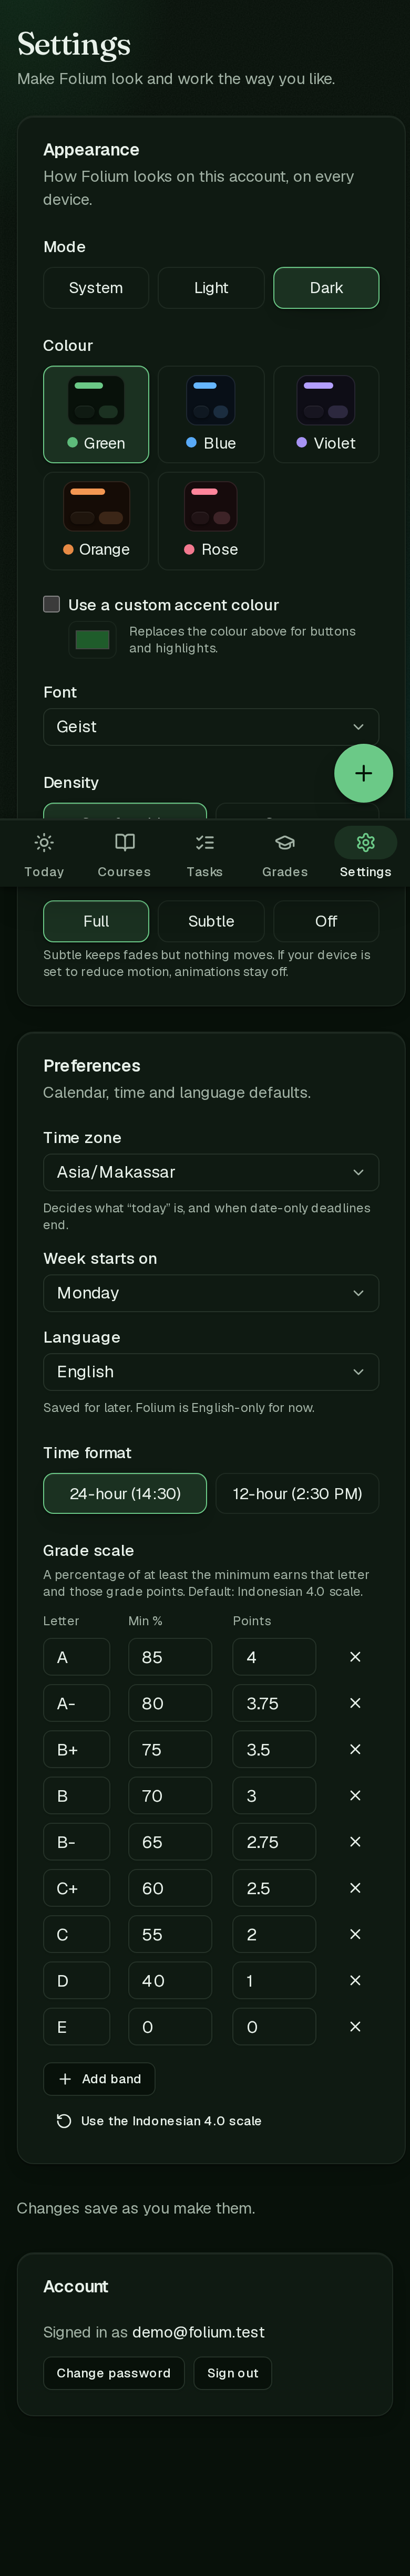 Settings
Make Folium look and work the way you like.
Appearance
How Folium looks on this account, on every
device.
Mode
System
Light
Dark
Colour
Green
Blue
Violet
Orange
Rose
Use a custom accent colour
Replaces the colour above for buttons
and highlights.
Font
Geist
Density
Today
Courses
Tasks
Grades
Settings
Full
Subtle
Off
Subtle keeps fades but nothing moves. If your device is
set to reduce motion, animations stay off.
Preferences
Calendar, time and language defaults.
Time zone
Asia/Makassar
Decides what “today” is, and when date-only deadlines
end.
Week starts on
Monday
Language
English
Saved for later. Folium is English-only for now.
Time format
24-hour (14:30)
12-hour (2:30 PM)
Grade scale
A percentage of at least the minimum earns that letter
and those grade points. Default: Indonesian 4.0 scale.
Letter Min % Points
A 85 4
A- 80 3.75
B+ 75 3.5
B 70 3
B- 65 2.75
C+ 60 2.5
C 55 2
D 40 1
E 0 0
Add band
Use the Indonesian 4.0 scale
Changes save as you make them.
Account
Signed in as demo@folium.test
Change password
Sign out